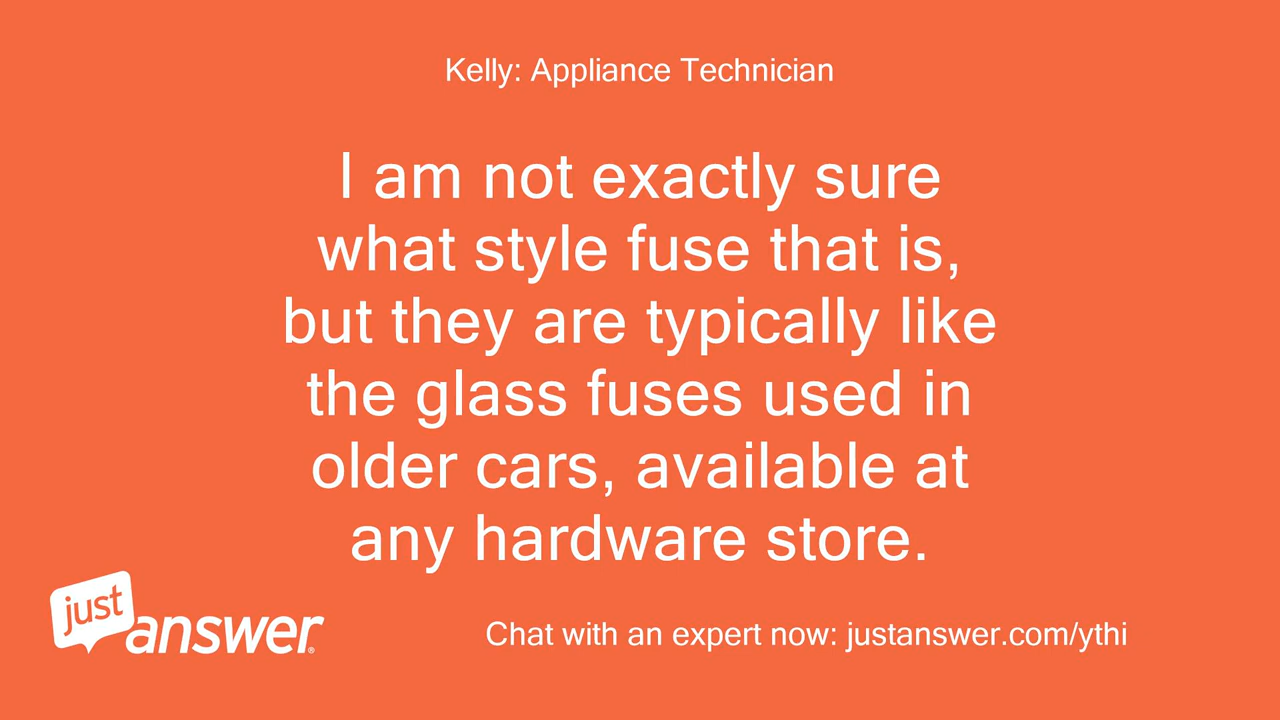 Kelly: Appliance Technician
I am not exactly sure
what style fuse that is,
but they are typically like
the glass fuses used in
older cars, available at
any hardware store.
just
answer®
Chat with an expert now: justanswer.com/ythi